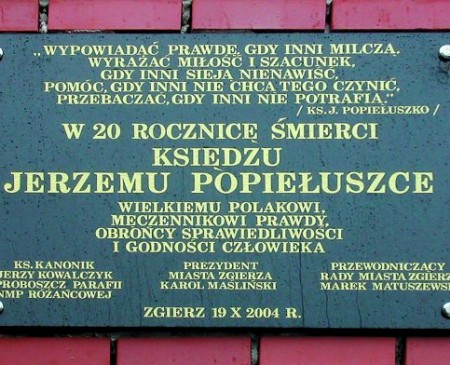 „WYPOWIADAĆ PRAWDĘ, GDY INNI MILCZĄ.
WYRAŻAĆ MIŁOŚĆ I SZACUNEK,
GDY INNI SIEJĄ NIENAWIŚĆ,
POMÓC, GDY INNI NIE CHCĄ TEGO CZYNIĆ,
PRZEBACZAĆ, GDY INNI NIE POTRAFIĄ.”
/ KS. J. POPIEŁUSZKO /
W 20 ROCZNICĘ ŚMIERCI
KSIĘDZU
JERZEMU POPIEŁUSZCE
WIELKIEMU POLAKOWI,
MĘCZENNIKOWI PRAWDY,
OBROŃCY SPRAWIEDLIWOŚCI
I GODNOŚCI CZŁOWIEKA
KS. KANONIK
JERZY KOWALCZYK
PROBOSZCZ PARAFII
NMP RÓŻAŃCOWEJ
PREZYDENT
MIASTA ZGIERZA
KAROL MAŚLIŃSKI
PRZEWODNICZĄCY
RADY MIASTA ZGIERZA
MAREK MATUSZEWSKI
ZGIERZ 19 X 2004 R.